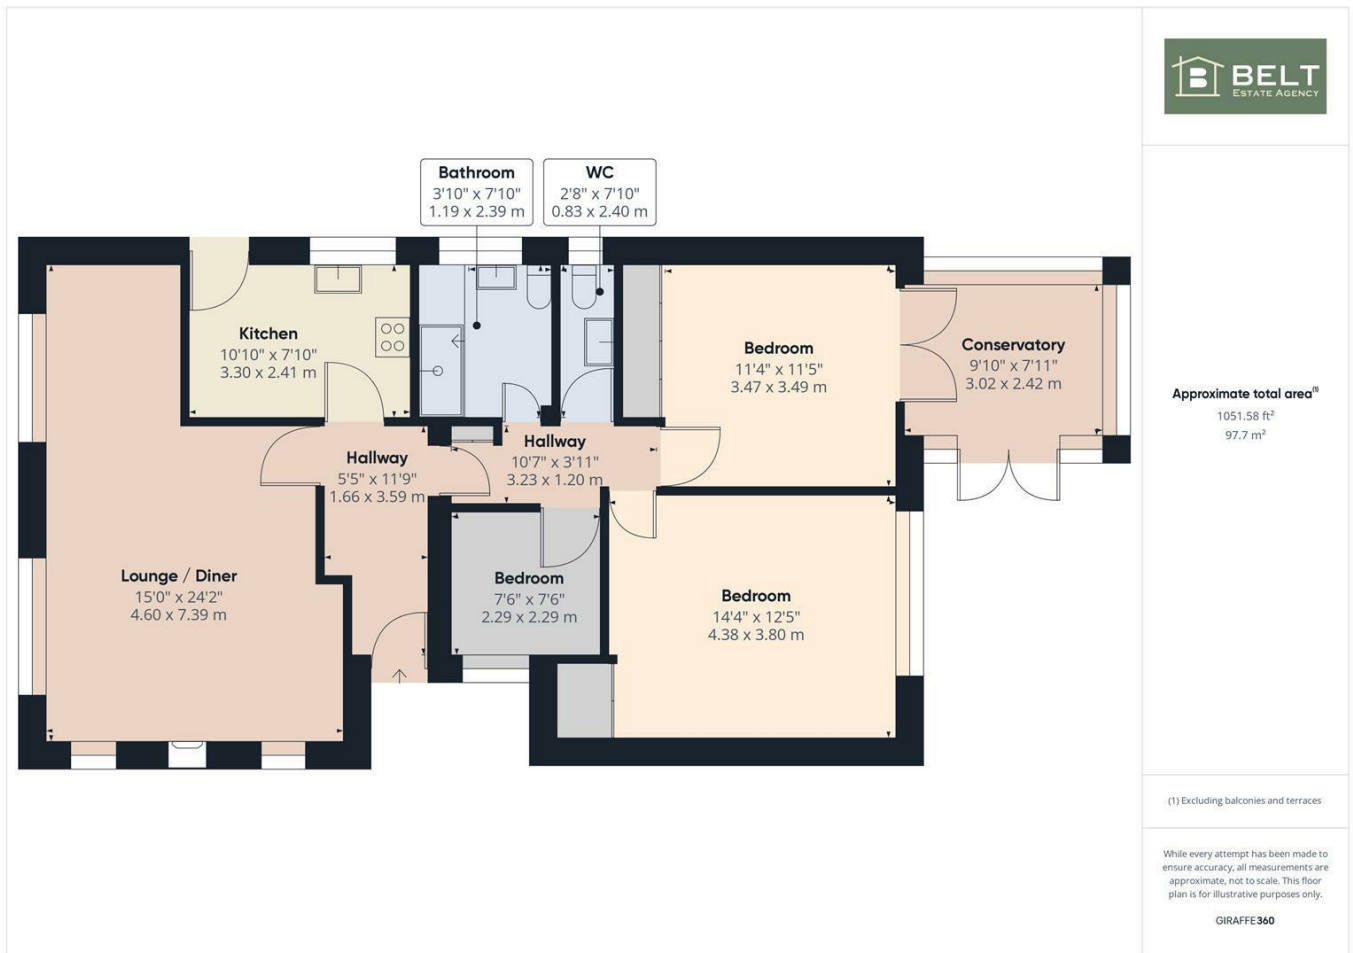 BELT
ESTATE AGENCY
Bathroom
3'10" x 7'10"
1.19 x 2.39 m
WC
2'8" x 7'10"
0.83 x 2.40 m
Kitchen
10'10" x 7'10"
3.30 x 2.41 m
Bedroom
11'4" x 11'5"
3.47 x 3.49 m
Conservatory
9'10" x 7'11"
3.02 x 2.42 m
Hallway
5'5" x 11'9"
1.66 x 3.59 m
Hallway
10'7" x 3'11"
3.23 x 1.20 m
Lounge / Diner
15'0" x 24'2"
4.60 x 7.39 m
Bedroom
7'6" x 7'6"
2.29 x 2.29 m
Bedroom
14'4" x 12'5"
4.38 x 3.80 m
Approximate total area⁽¹⁾
1051.58 ft²
97.7 m²
(1) Excluding balconies and terraces
While every attempt has been made to
ensure accuracy, all measurements are
approximate, not to scale. This floor
plan is for illustrative purposes only.
GIRAFFE360